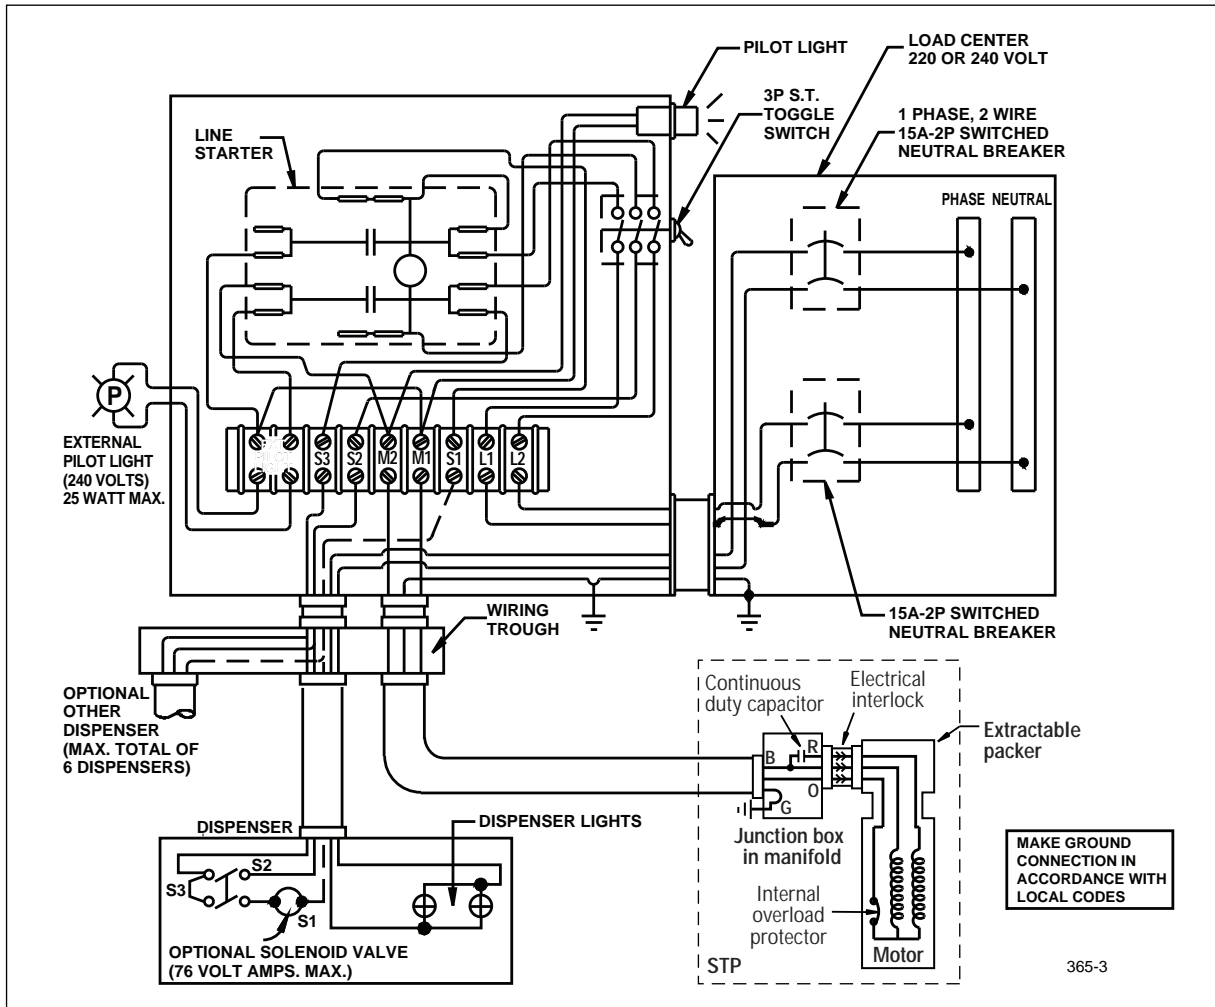 PILOT LIGHT
LOAD CENTER
220 OR 240 VOLT
3P S.T.
TOGGLE
SWITCH
1 PHASE, 2 WIRE
15A-2P SWITCHED
NEUTRAL BREAKER
LINE
STARTER
PHASE NEUTRAL
P
EXTERNAL
PILOT LIGHT
(240 VOLTS)
25 WATT MAX.
S3 S2 M2 M1 S1 L1 L2
15A-2P SWITCHED
NEUTRAL BREAKER
WIRING
TROUGH
OPTIONAL
OTHER
DISPENSER
(MAX. TOTAL OF
6 DISPENSERS)
Continuous
duty capacitor
Electrical
interlock
Extractable
packer
B
R
O
G
Junction box
in manifold
Internal
overload
protector
Motor
STP
DISPENSER
DISPENSER LIGHTS
S2
S3
S1
OPTIONAL SOLENOID VALVE
(76 VOLT AMPS. MAX.)
MAKE GROUND
CONNECTION IN
ACCORDANCE WITH
LOCAL CODES
365-3